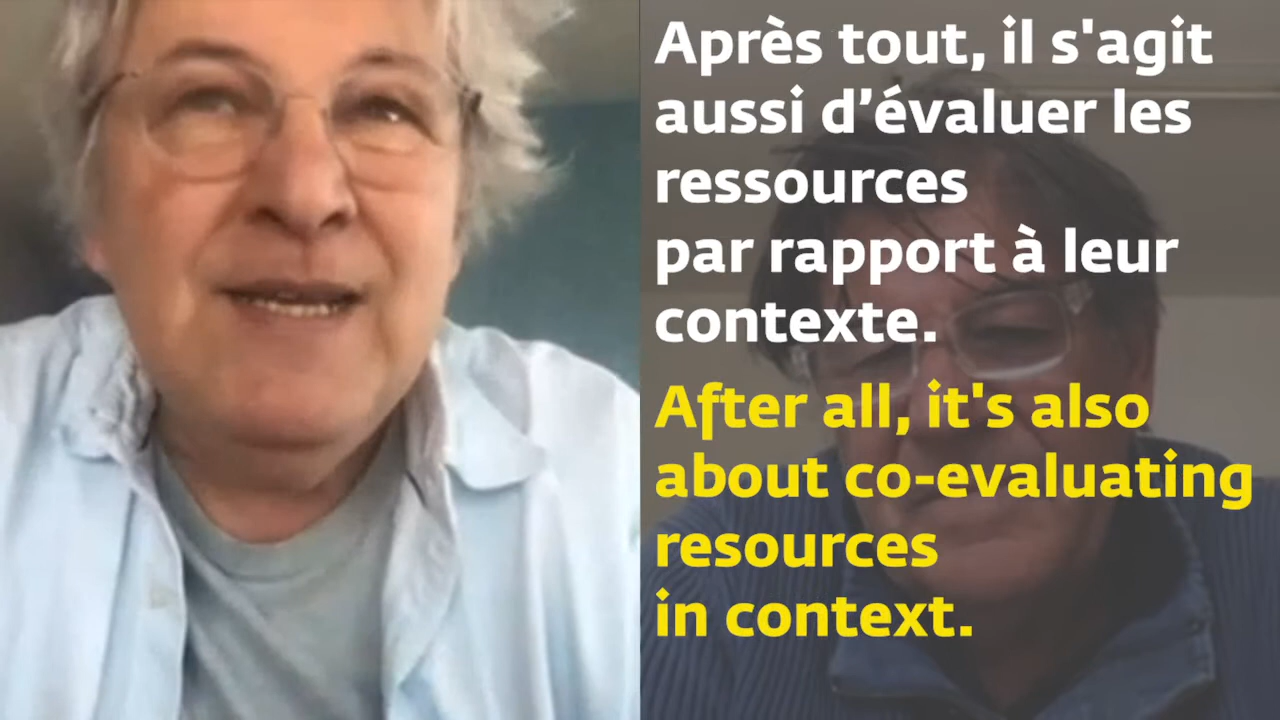 Après tout, il s'agit
aussi d’évaluer les
ressources
par rapport à leur
contexte.
After all, it's also
about co-evaluating
resources
in context.